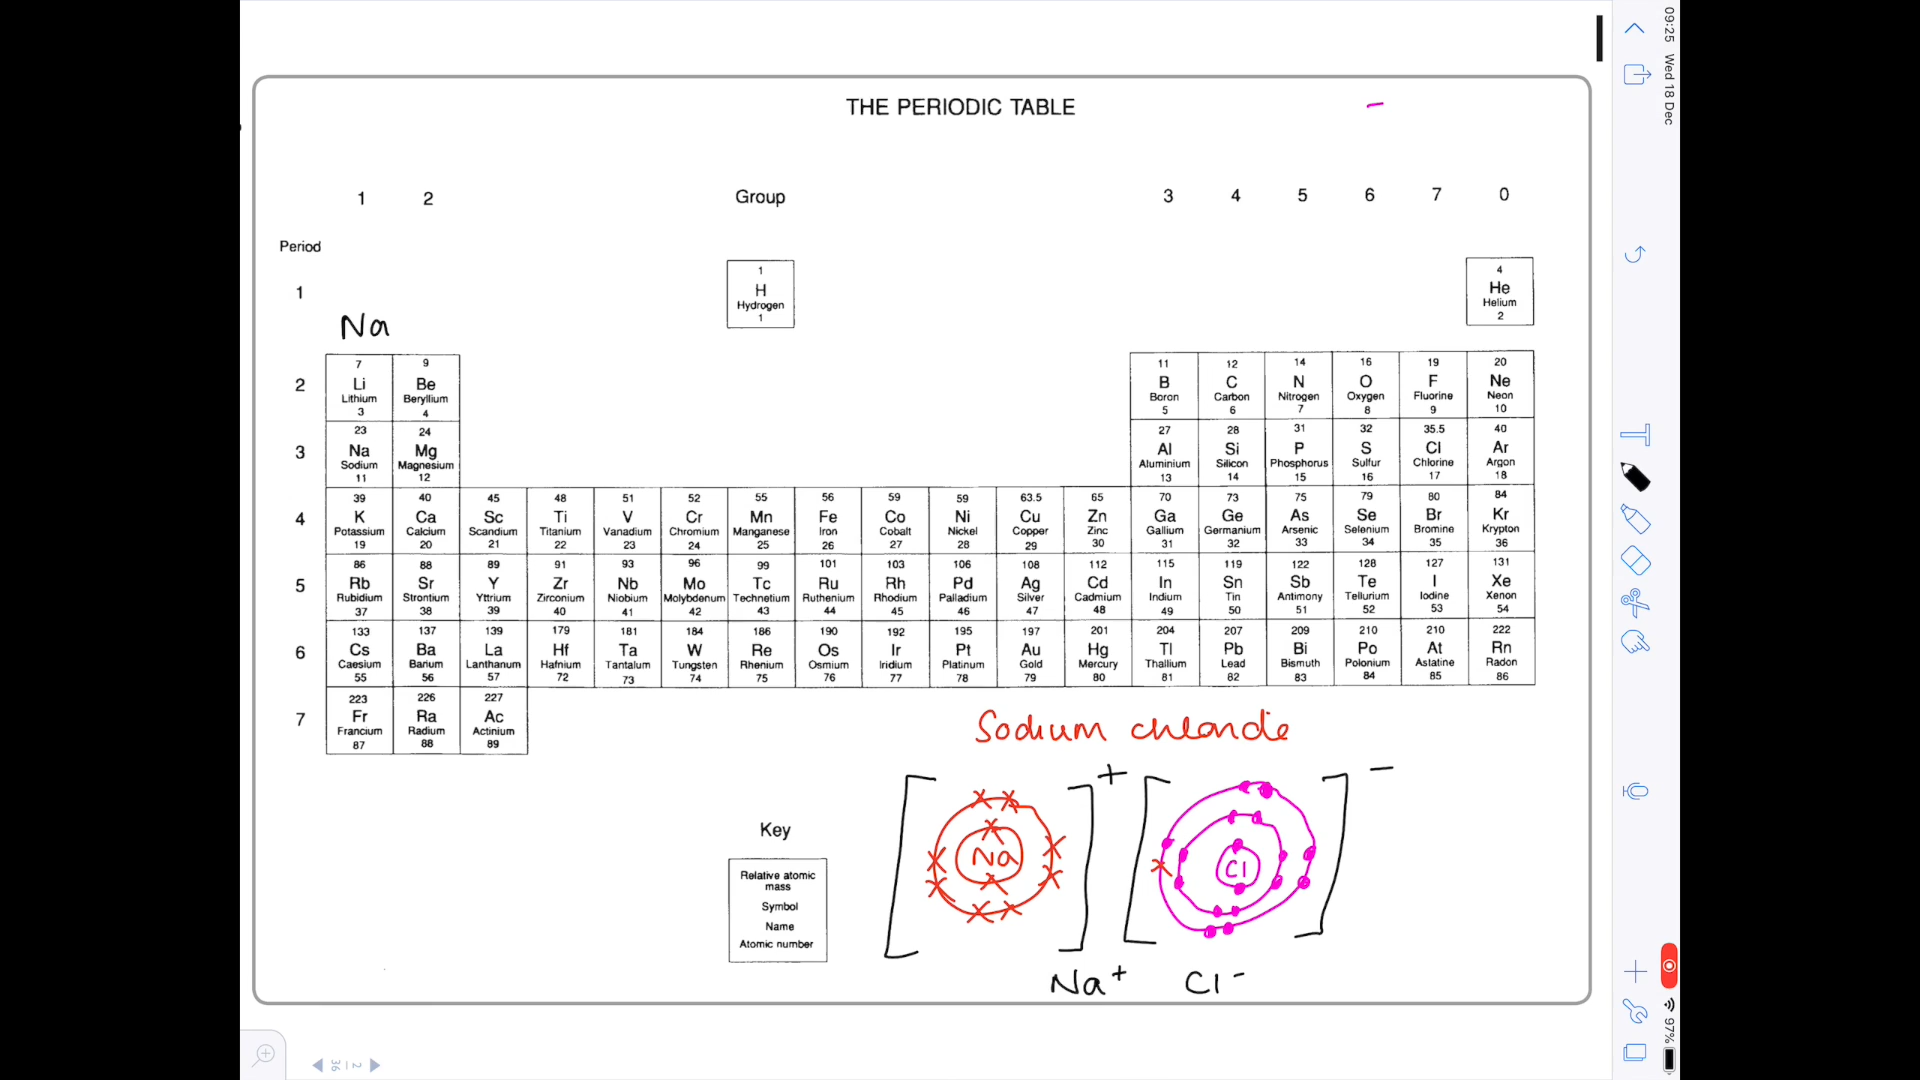 THE PERIODIC TABLE
1 2 Group 3 4 5 6 7 0
Period
1
1
H
Hydrogen
1
4
He
Helium
2
Na
2
7 9 11 12 14 16 19 20
Li Be B C N O F Ne
Lithium Beryllium Boron Carbon Nitrogen Oxygen Fluorine Neon
3 4 5 6 7 8 9 10
3
23 24 27 28 31 32 35.5 40
Na Mg Al Si P S Cl Ar
Sodium Magnesium Aluminium Silicon Phosphorus Sulfur Chlorine Argon
11 12 13 14 15 16 17 18
4
39 40 45 48 51 52 55 56 59 59 63.5 65 70 73 75 79 80 84
K Ca Sc Ti V Cr Mn Fe Co Ni Cu Zn Ga Ge As Se Br Kr
Potassium Calcium Scandium Titanium Vanadium Chromium Manganese Iron Cobalt Nickel Copper Zinc Gallium Germanium Arsenic Selenium Bromine Krypton
19 20 21 22 23 24 25 26 27 28 29 30 31 32 33 34 35 36
5
86 88 89 91 93 96 99 101 103 106 108 112 115 119 122 128 127 131
Rb Sr Y Zr Nb Mo Tc Ru Rh Pd Ag Cd In Sn Sb Te I Xe
Rubidium Strontium Yttrium Zirconium Niobium Molybdenum Technetium Ruthenium Rhodium Palladium Silver Cadmium Indium Tin Antimony Tellurium Iodine Xenon
37 38 39 40 41 42 43 44 45 46 47 48 49 50 51 52 53 54
6
133 137 139 179 181 184 186 190 192 195 197 201 204 207 209 210 210 222
Cs Ba La Hf Ta W Re Os Ir Pt Au Hg Tl Pb Bi Po At Rn
Caesium Barium Lanthanum Hafnium Tantalum Tungsten Rhenium Osmium Iridium Platinum Gold Mercury Thallium Lead Bismuth Polonium Astatine Radon
55 56 57 72 73 74 75 76 77 78 79 80 81 82 83 84 85 86
7
223 226 227
Fr Ra Ac
Francium Radium Actinium
87 88 89
Sodium chloride
Key
Relative atomic
mass
Symbol
Name
Atomic number
Na + Cl −
Na⁺ Cl⁻
09:25 Wed 18 Dec
97%
2 | 36